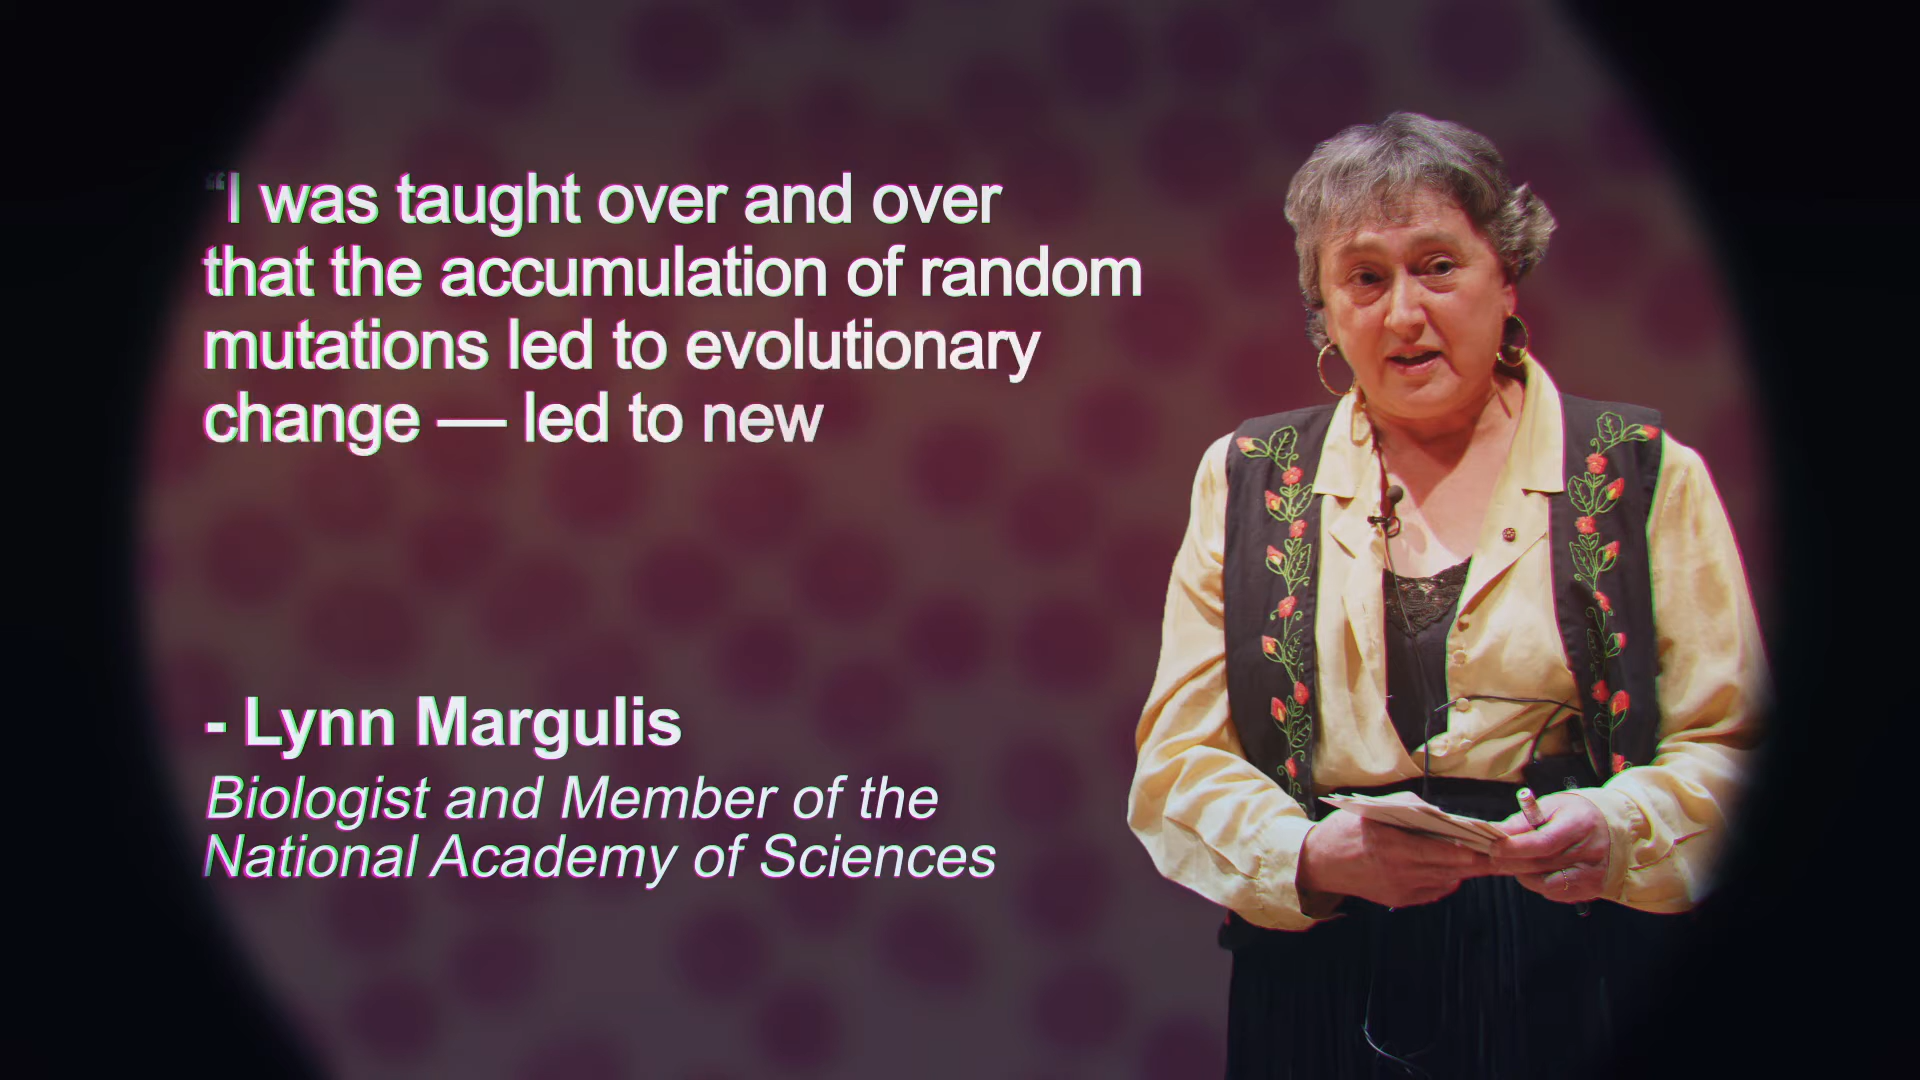 “I was taught over and over
that the accumulation of random
mutations led to evolutionary
change — led to new
- Lynn Margulis
Biologist and Member of the
National Academy of Sciences